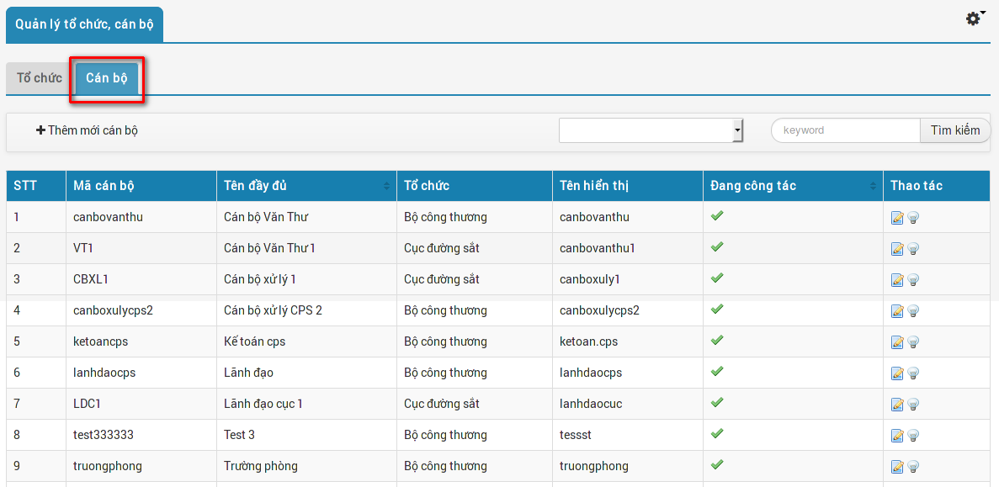 Quản lý tổ chức, cán bộ
Tổ chức Cán bộ
Thêm mới cán bộ keyword Tìm kiếm
STT Mã cán bộ Tên đầy đủ Tổ chức Tên hiển thị Đang công tác Thao tác
1 canbovanthu Cán bộ Văn Thư Bộ công thương canbovanthu
2 VT1 Cán bộ Văn Thư 1 Cục đường sắt canbovanthu1
3 CBXL1 Cán bộ xử lý 1 Cục đường sắt canboxuly1
4 canboxulycps2 Cán bộ xử lý CPS 2 Bộ công thương canboxulycps2
5 ketoancps Kế toán cps Bộ công thương ketoan.cps
6 lanhdaocps Lãnh đạo Bộ công thương lanhdaocps
7 LDC1 Lãnh đạo cục 1 Cục đường sắt lanhdaocuc
8 test333333 Test 3 Bộ công thương tessst
9 truongphong Trường phòng Bộ công thương truongphong